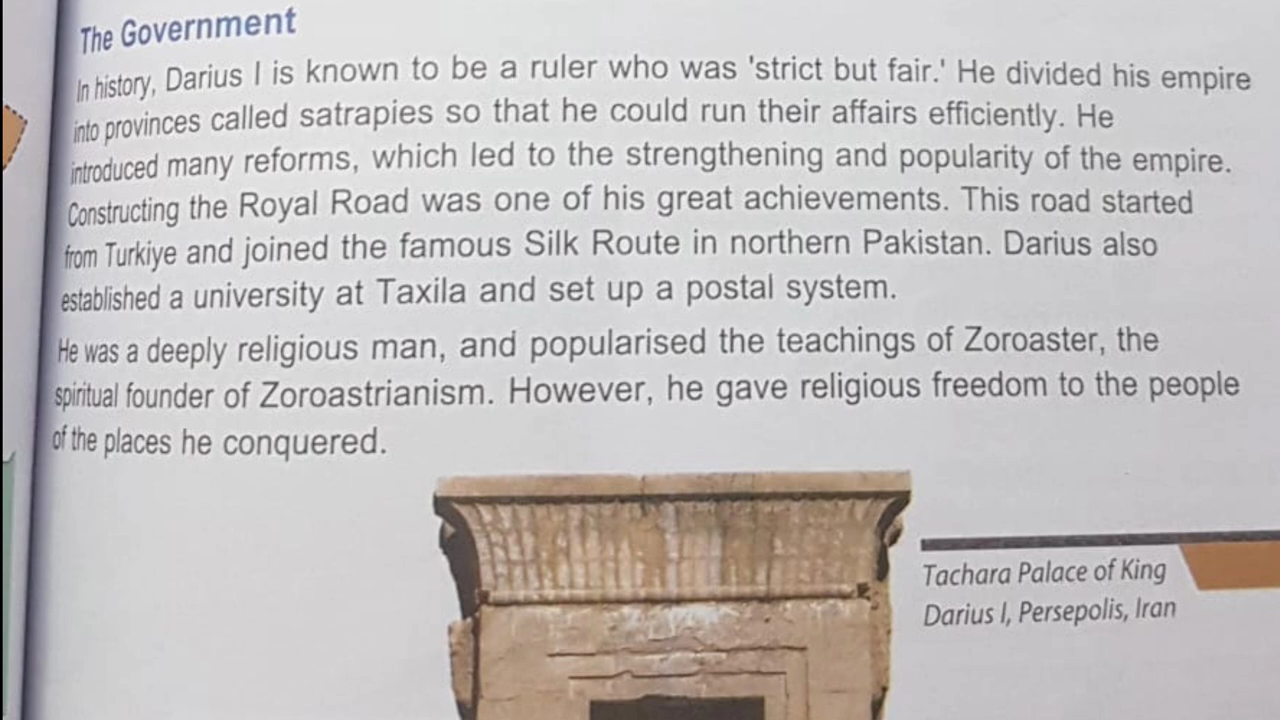 The Government
In history, Darius I is known to be a ruler who was 'strict but fair.' He divided his empire
into provinces called satrapies so that he could run their affairs efficiently. He
introduced many reforms, which led to the strengthening and popularity of the empire.
Constructing the Royal Road was one of his great achievements. This road started
from Turkiye and joined the famous Silk Route in northern Pakistan. Darius also
established a university at Taxila and set up a postal system.
He was a deeply religious man, and popularised the teachings of Zoroaster, the
spiritual founder of Zoroastrianism. However, he gave religious freedom to the people
of the places he conquered.
Tachara Palace of King
Darius I, Persepolis, Iran